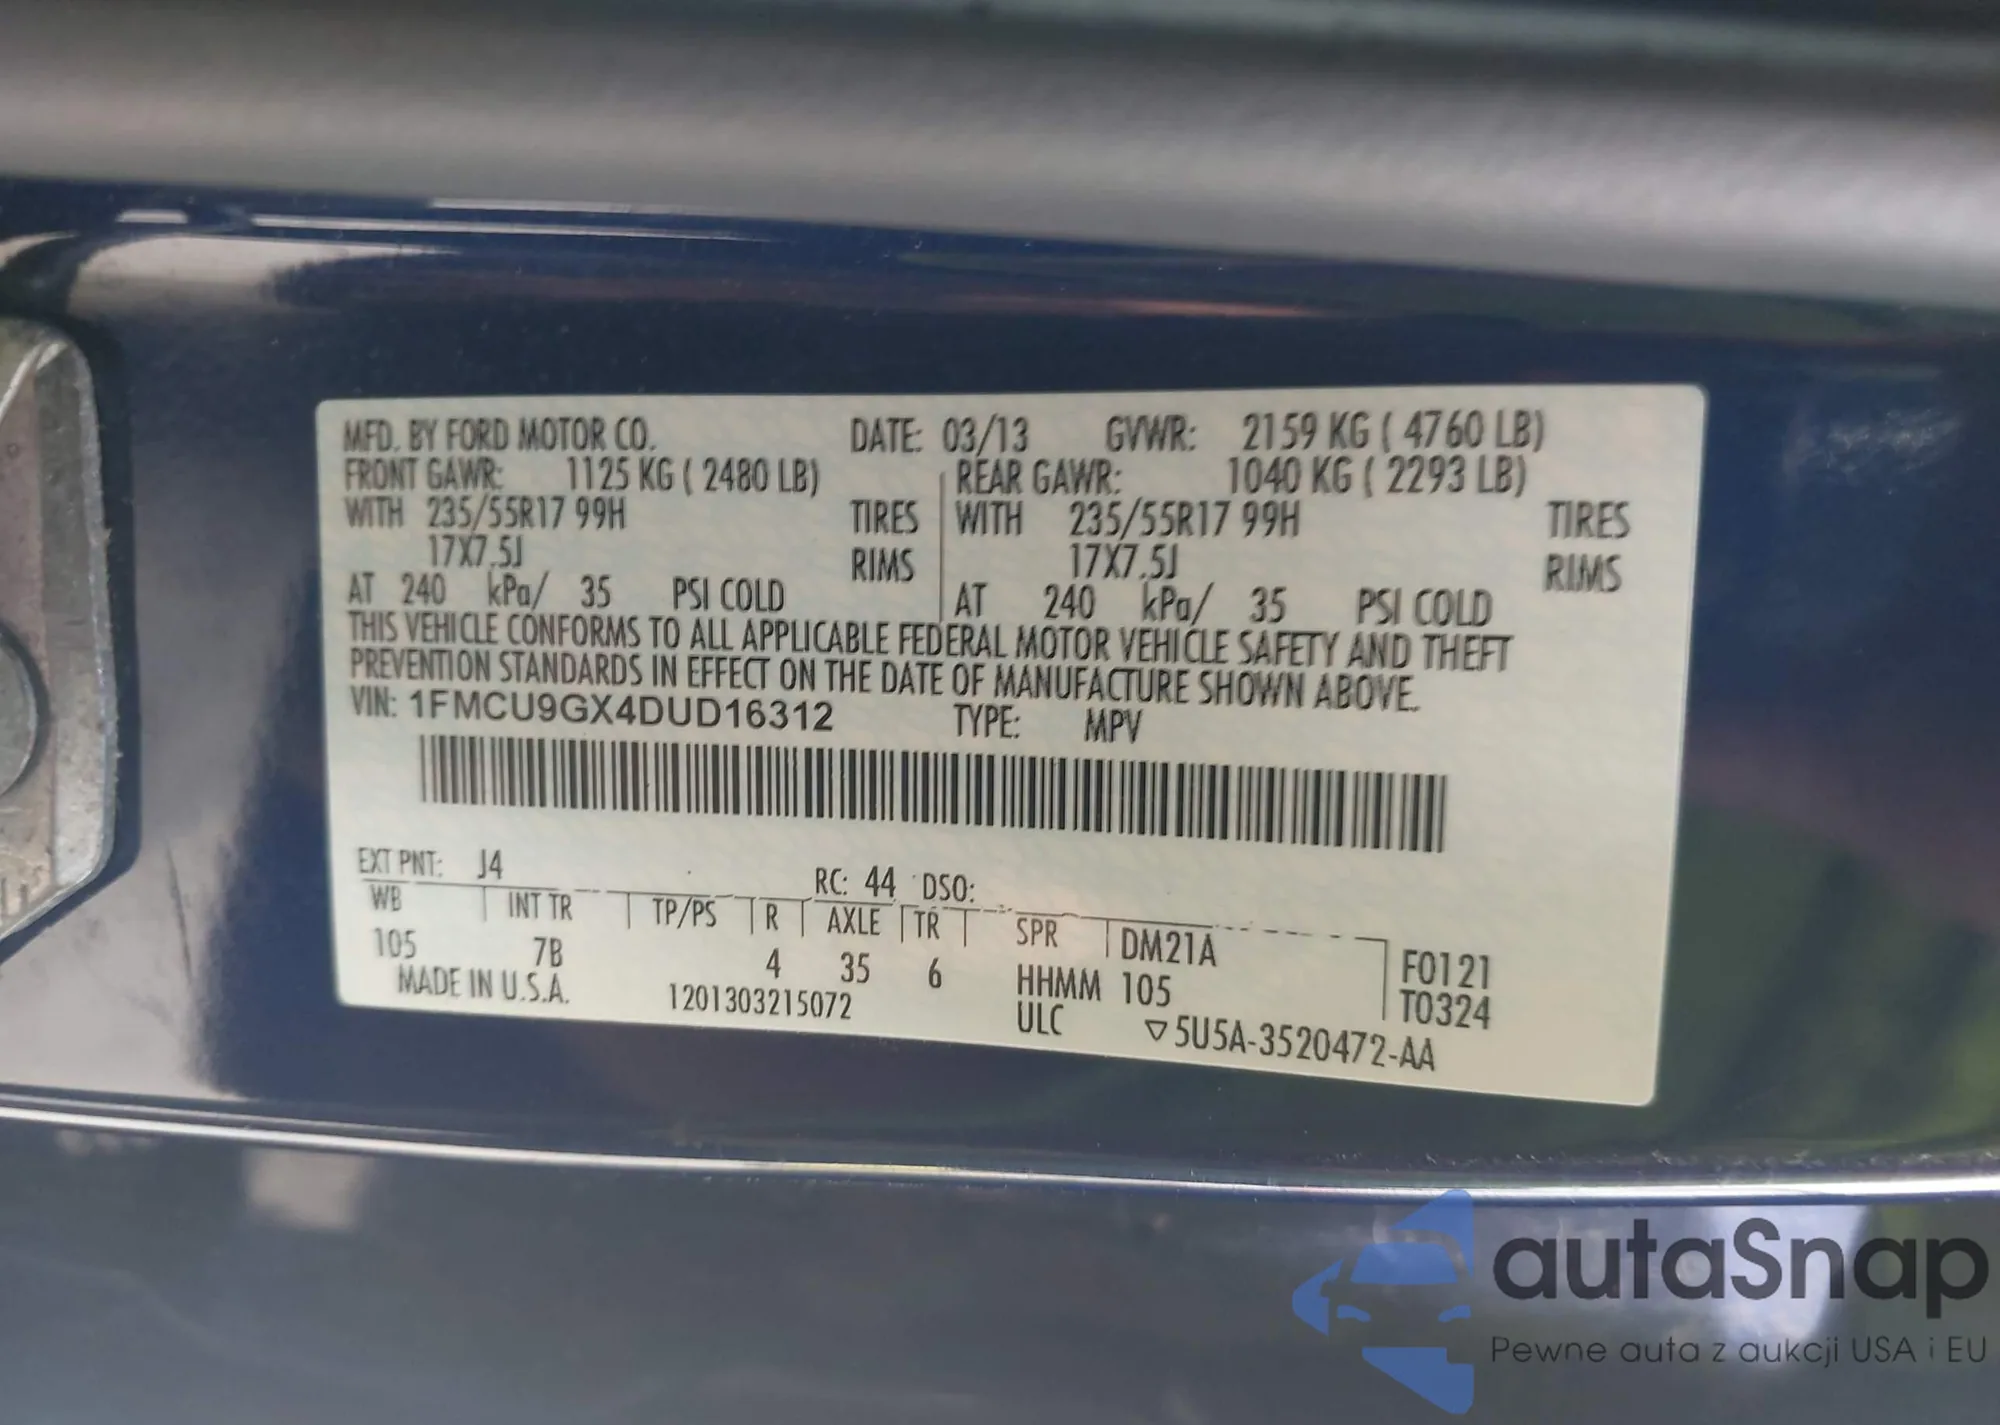 MFD. BY FORD MOTOR CO. DATE: 03/13 GVWR: 2159 KG ( 4760 LB)
FRONT GAWR: 1125 KG ( 2480 LB) REAR GAWR: 1040 KG ( 2293 LB)
WITH 235/55R17 99H TIRES WITH 235/55R17 99H TIRES
17X7.5J RIMS 17X7.5J RIMS
AT 240 kPa/ 35 PSI COLD AT 240 kPa/ 35 PSI COLD
THIS VEHICLE CONFORMS TO ALL APPLICABLE FEDERAL MOTOR VEHICLE SAFETY AND THEFT
PREVENTION STANDARDS IN EFFECT ON THE DATE OF MANUFACTURE SHOWN ABOVE.
VIN: 1FMCU9GX4DUD16312 TYPE: MPV
EXT PNT: J4 RC: 44 DSO:
WB INT TR TP/PS R AXLE TR SPR DM21A F0121
105 7B 4 35 6 HHMM 105 T0324
MADE IN U.S.A. 1201303215072 ULC ▽5U5A-3520472-AA
autaSnap
Pewne auta z aukcji USA i EU